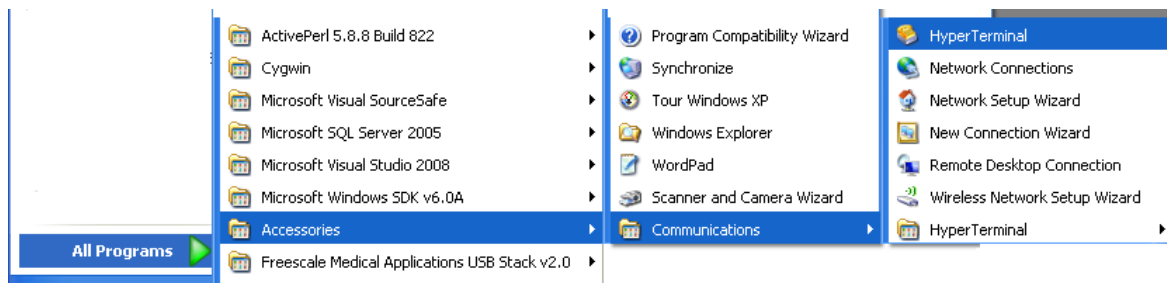 ActivePerl 5.8.8 Build 822
Cygwin
Microsoft Visual SourceSafe
Microsoft SQL Server 2005
Microsoft Visual Studio 2008
Microsoft Windows SDK v6.0A
Accessories
Freescale Medical Applications USB Stack v2.0
All Programs
Program Compatibility Wizard
Synchronize
Tour Windows XP
Windows Explorer
WordPad
Scanner and Camera Wizard
Communications
HyperTerminal
Network Connections
Network Setup Wizard
New Connection Wizard
Remote Desktop Connection
Wireless Network Setup Wizard
HyperTerminal